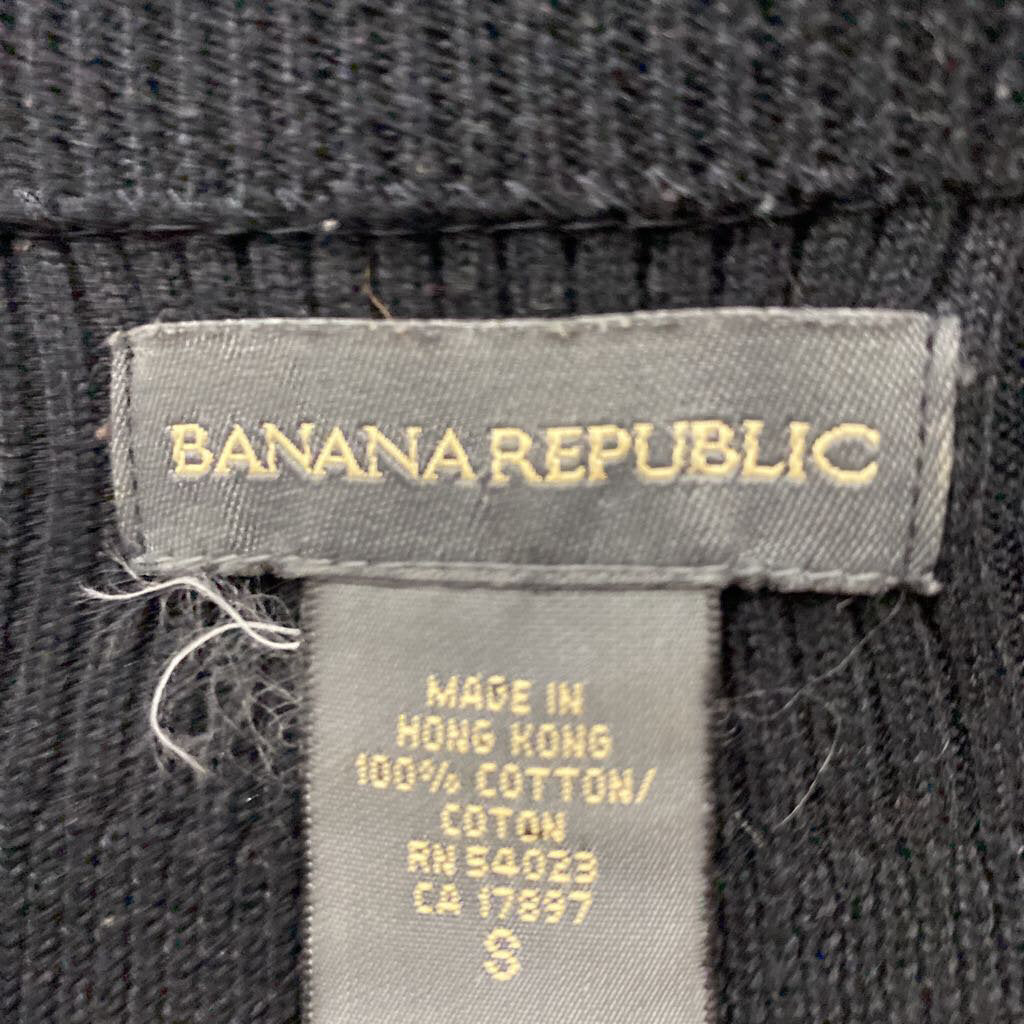 BANANA REPUBLIC
MADE IN
HONG KONG
100% COTTON/
COTON
RN 54023
CA 17897
S